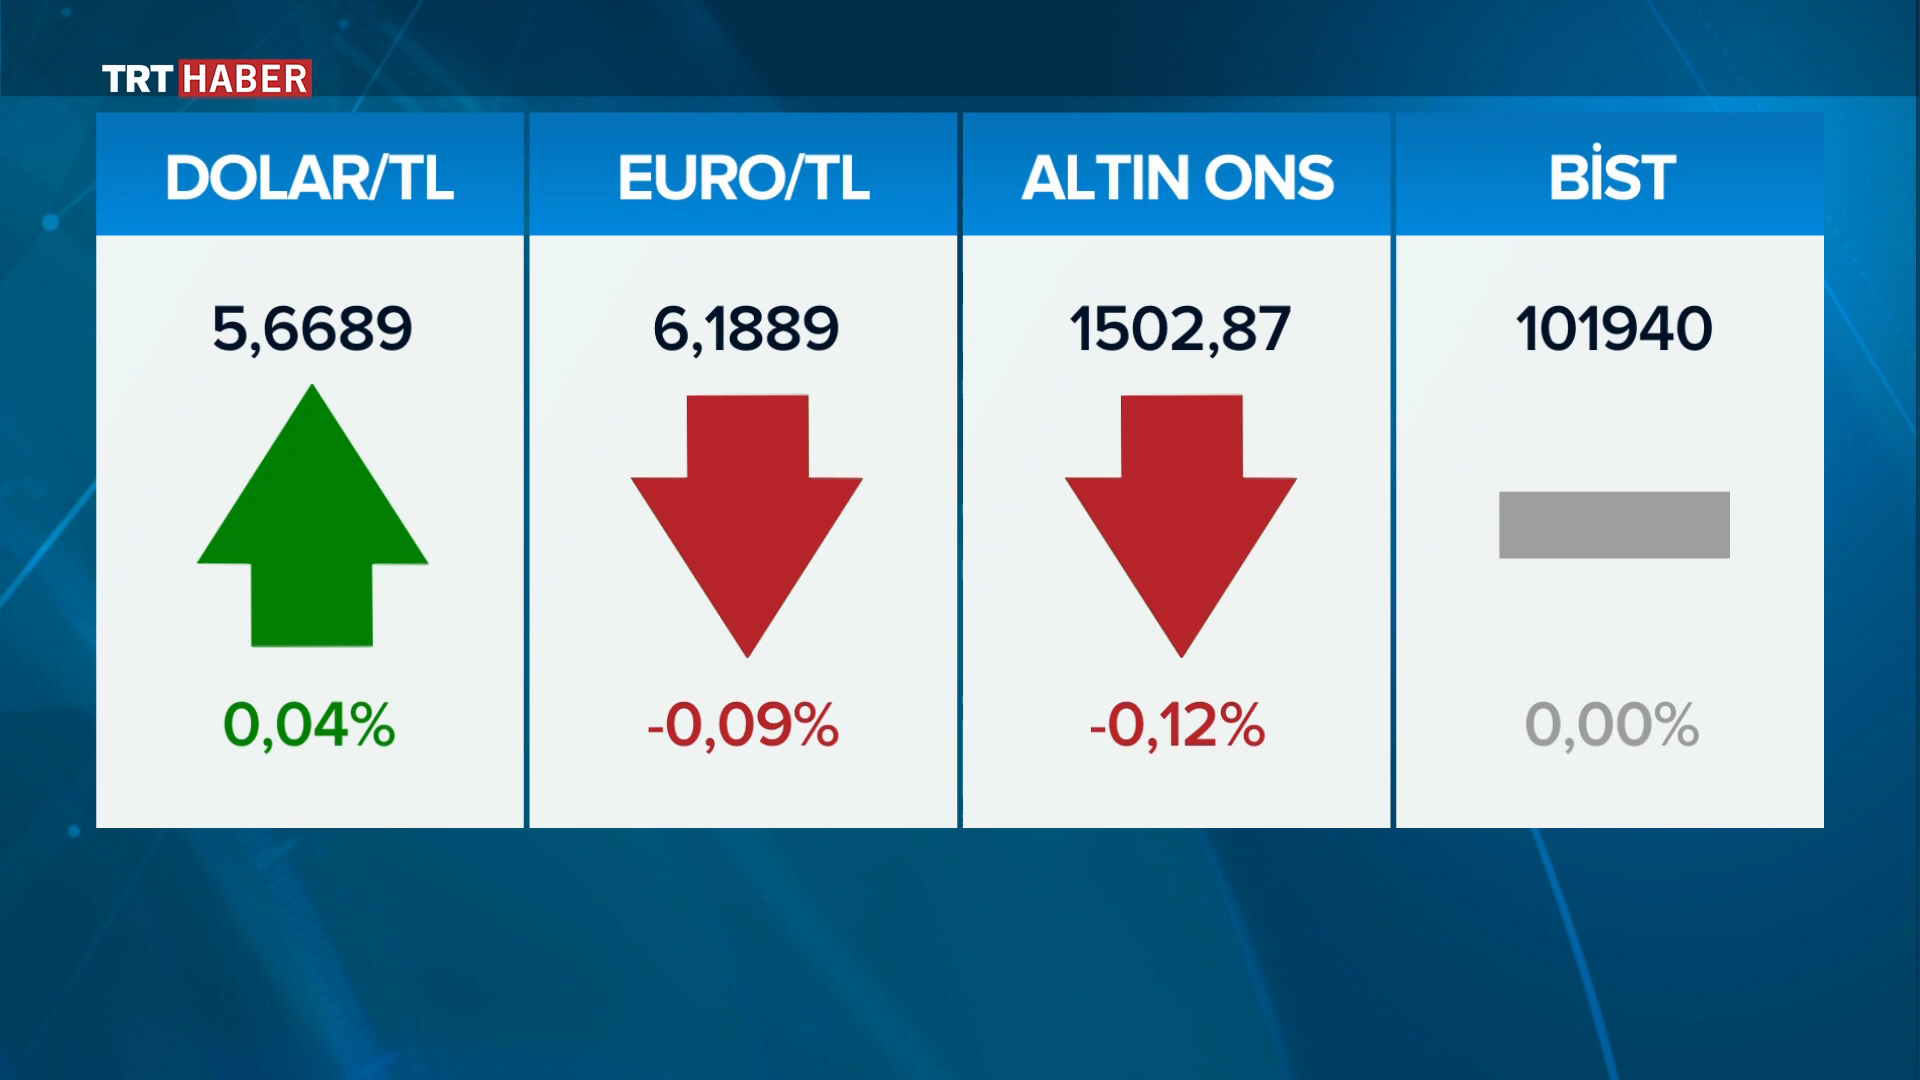 TRT HABER
DOLAR/TL
5,6689
0,04%
EURO/TL
6,1889
-0,09%
ALTIN ONS
1502,87
-0,12%
BİST
101940
0,00%